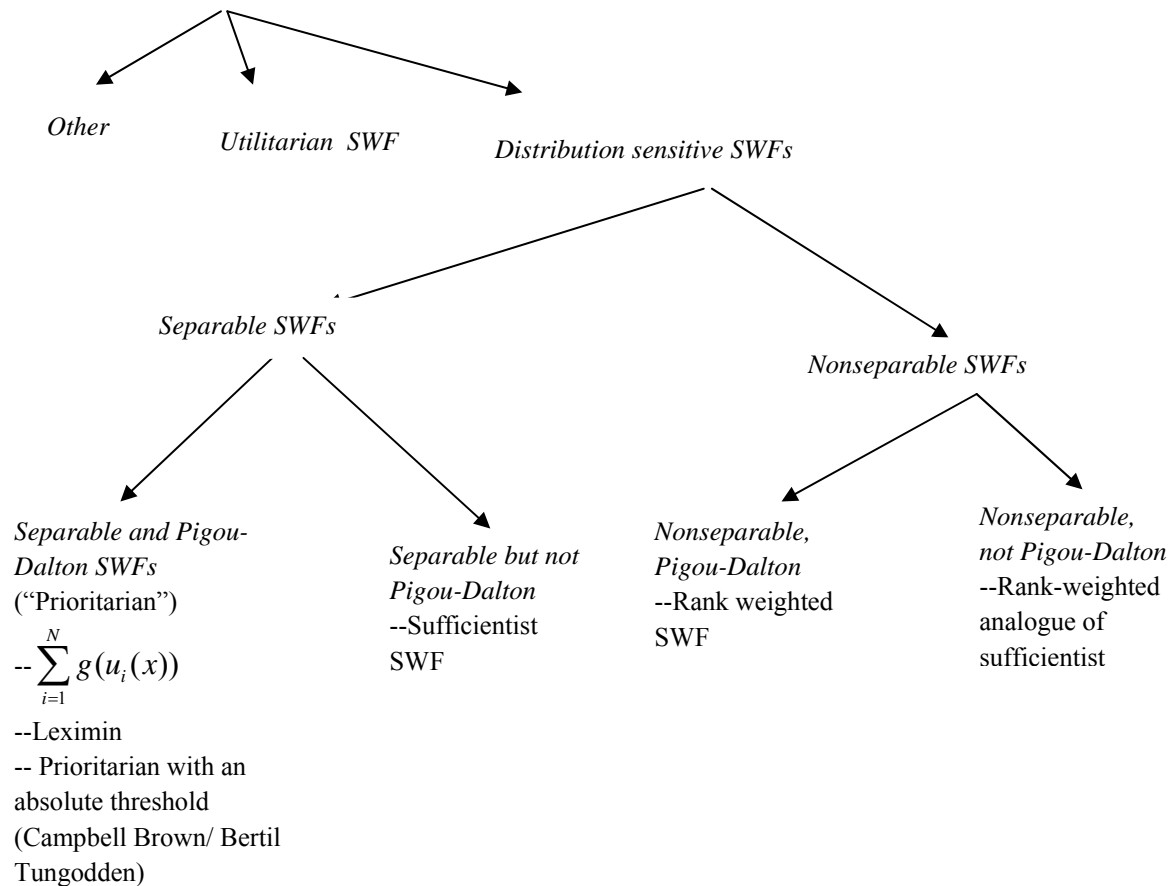 Other
Utilitarian SWF
Distribution sensitive SWFs
Separable SWFs
Nonseparable SWFs
Separable and Pigou-
Dalton SWFs
(“Prioritarian”)
--$\sum_{i=1}^{N} g(u_i(x))$
--Leximin
-- Prioritarian with an
absolute threshold
(Campbell Brown/ Bertil
Tungodden)
Separable but not
Pigou-Dalton
--Sufficientist
SWF
Nonseparable,
Pigou-Dalton
--Rank weighted
SWF
Nonseparable,
not Pigou-Dalton
--Rank-weighted
analogue of
sufficientist